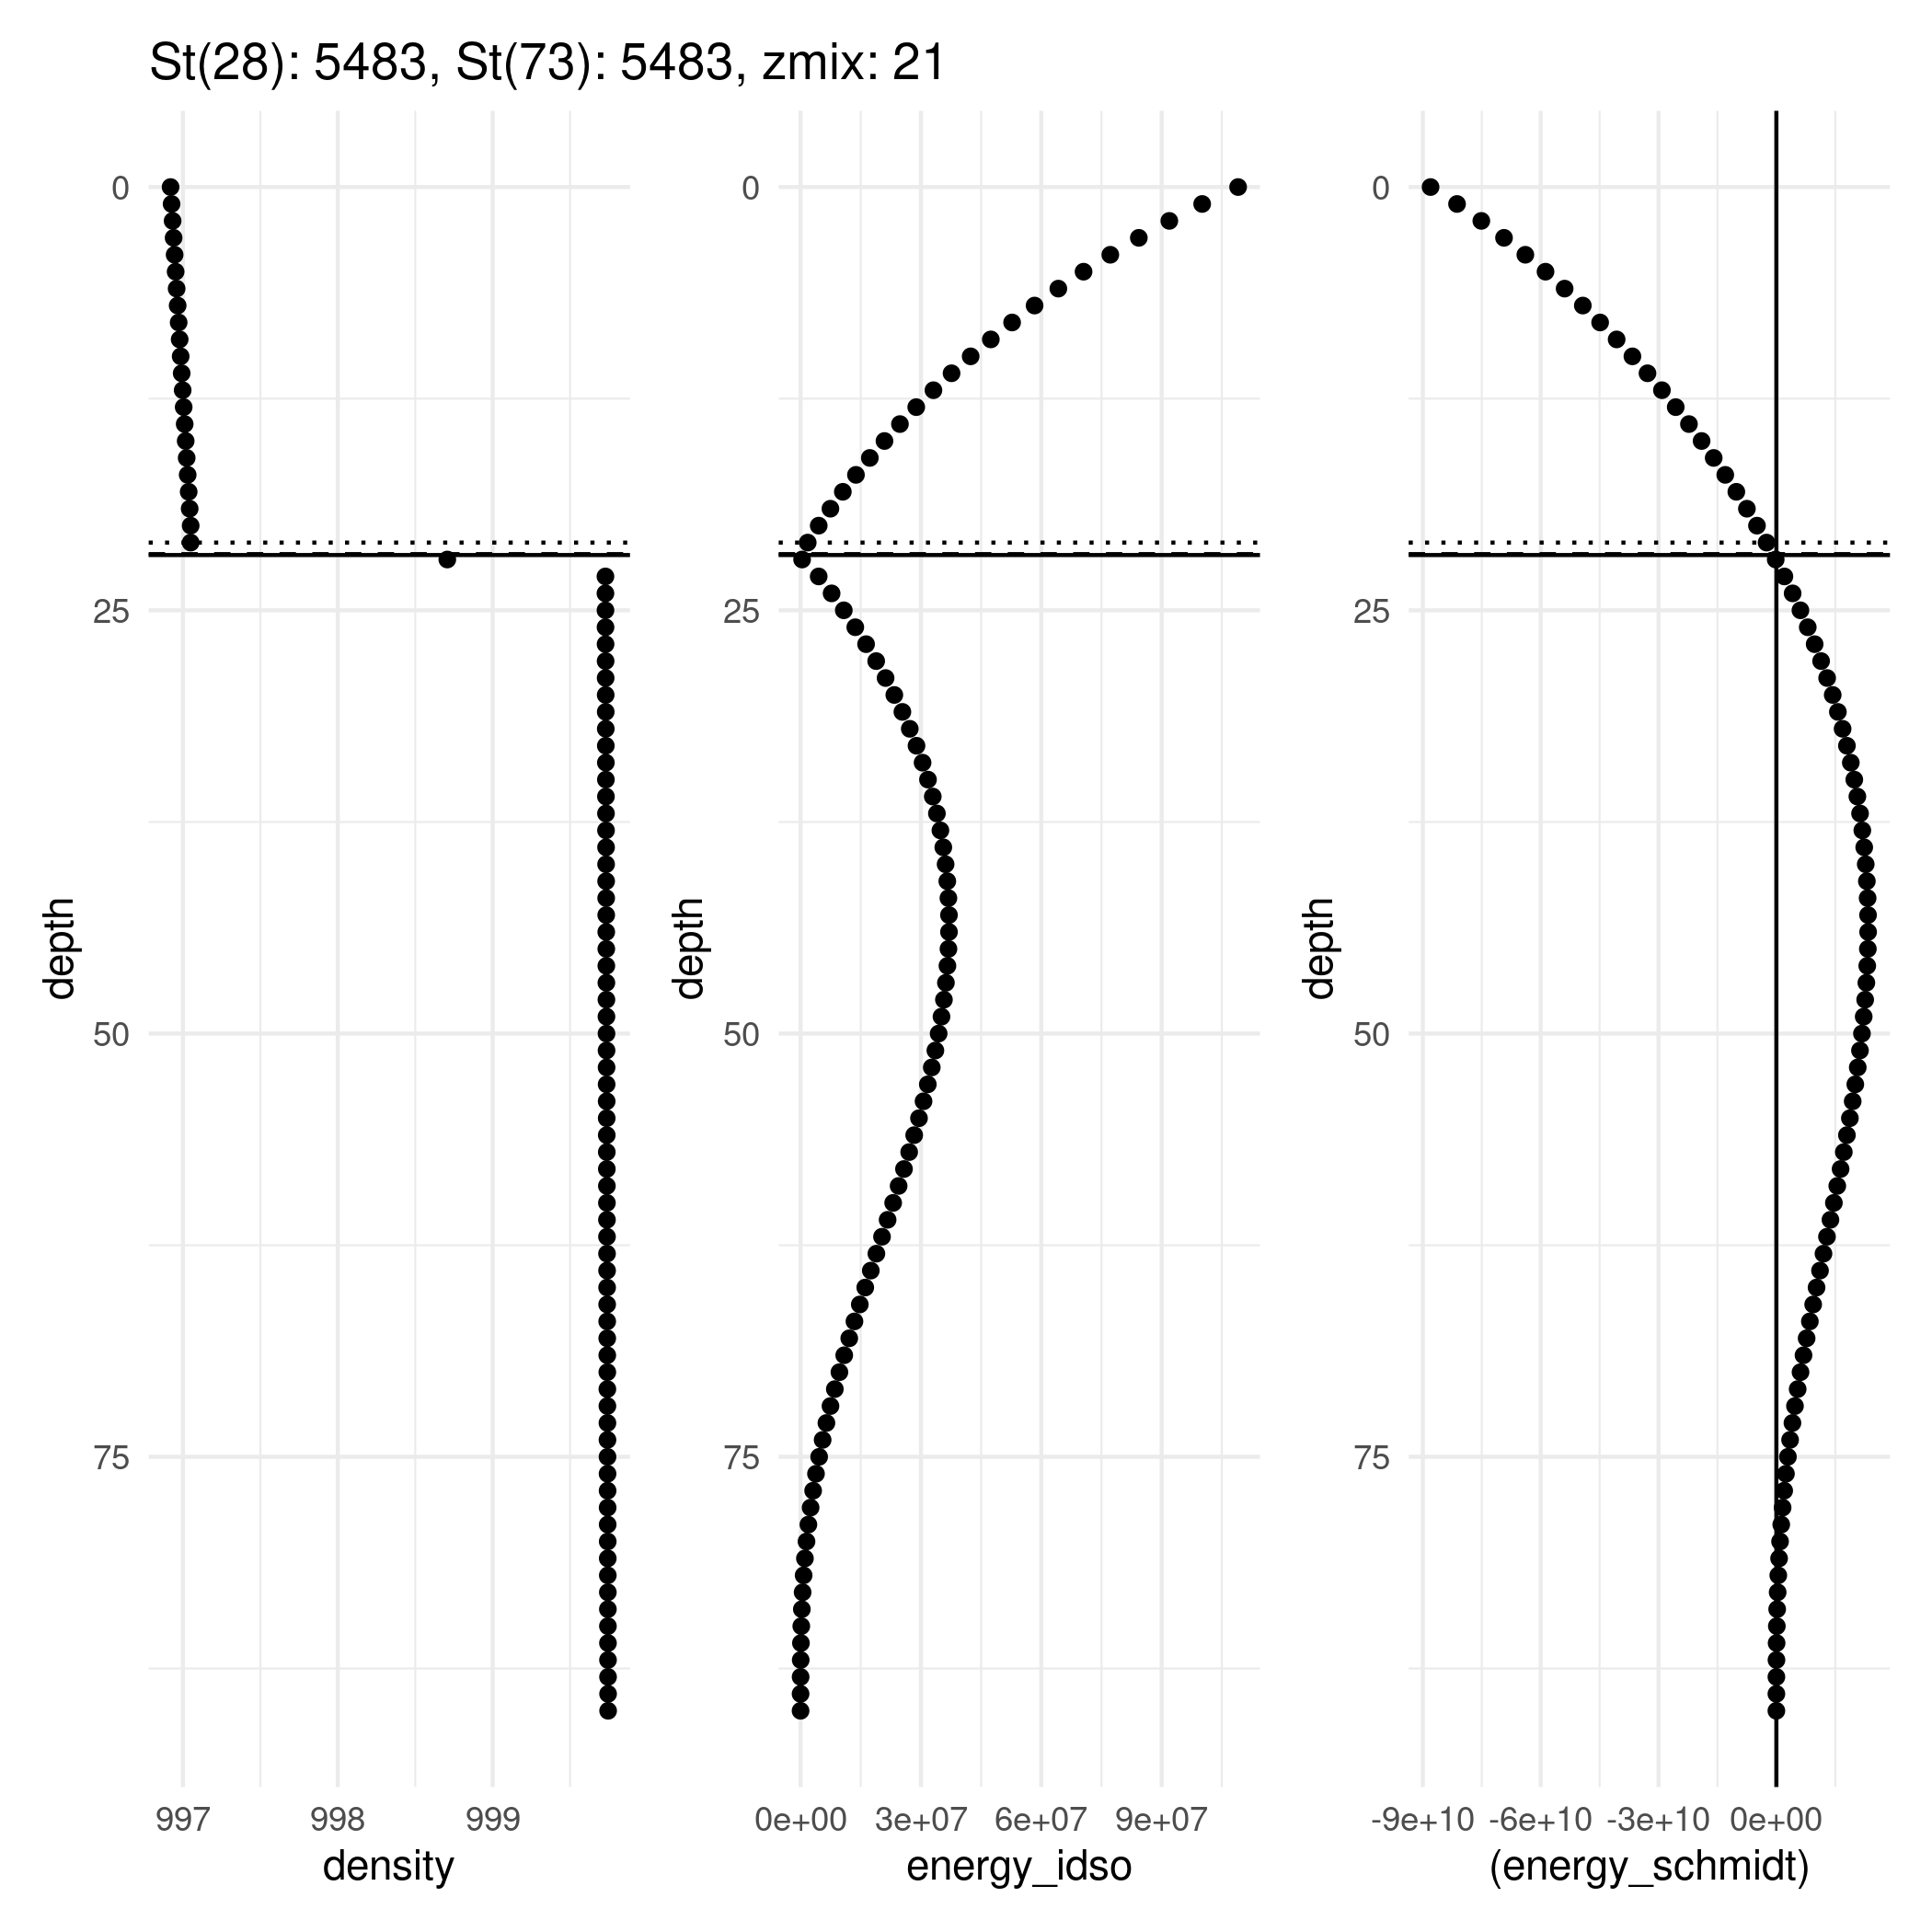 St(28): 5483, St(73): 5483, zmix: 21
0
25
50
75
depth
997 998 999
density
0
25
50
75
depth
0e+00 3e+07 6e+07 9e+07
energy_idso
0
25
50
75
depth
-9e+10 -6e+10 -3e+10 0e+00
(energy_schmidt)